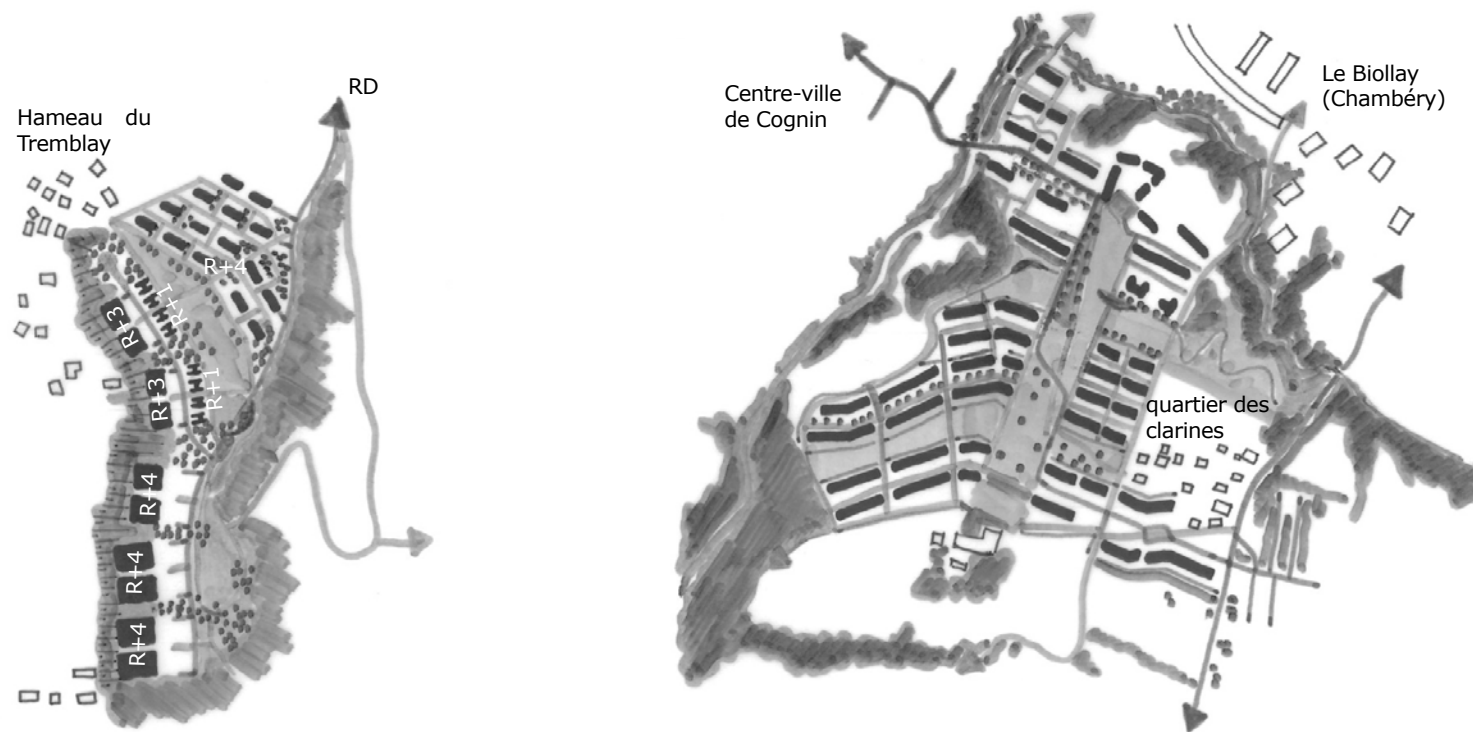 RD
Hameau du
Tremblay
R+4
R+1
R+3
R+1
R+3
R+4
R+4
R+4
Centre-ville
de Cognin
Le Biollay
(Chambéry)
quartier des
clarines